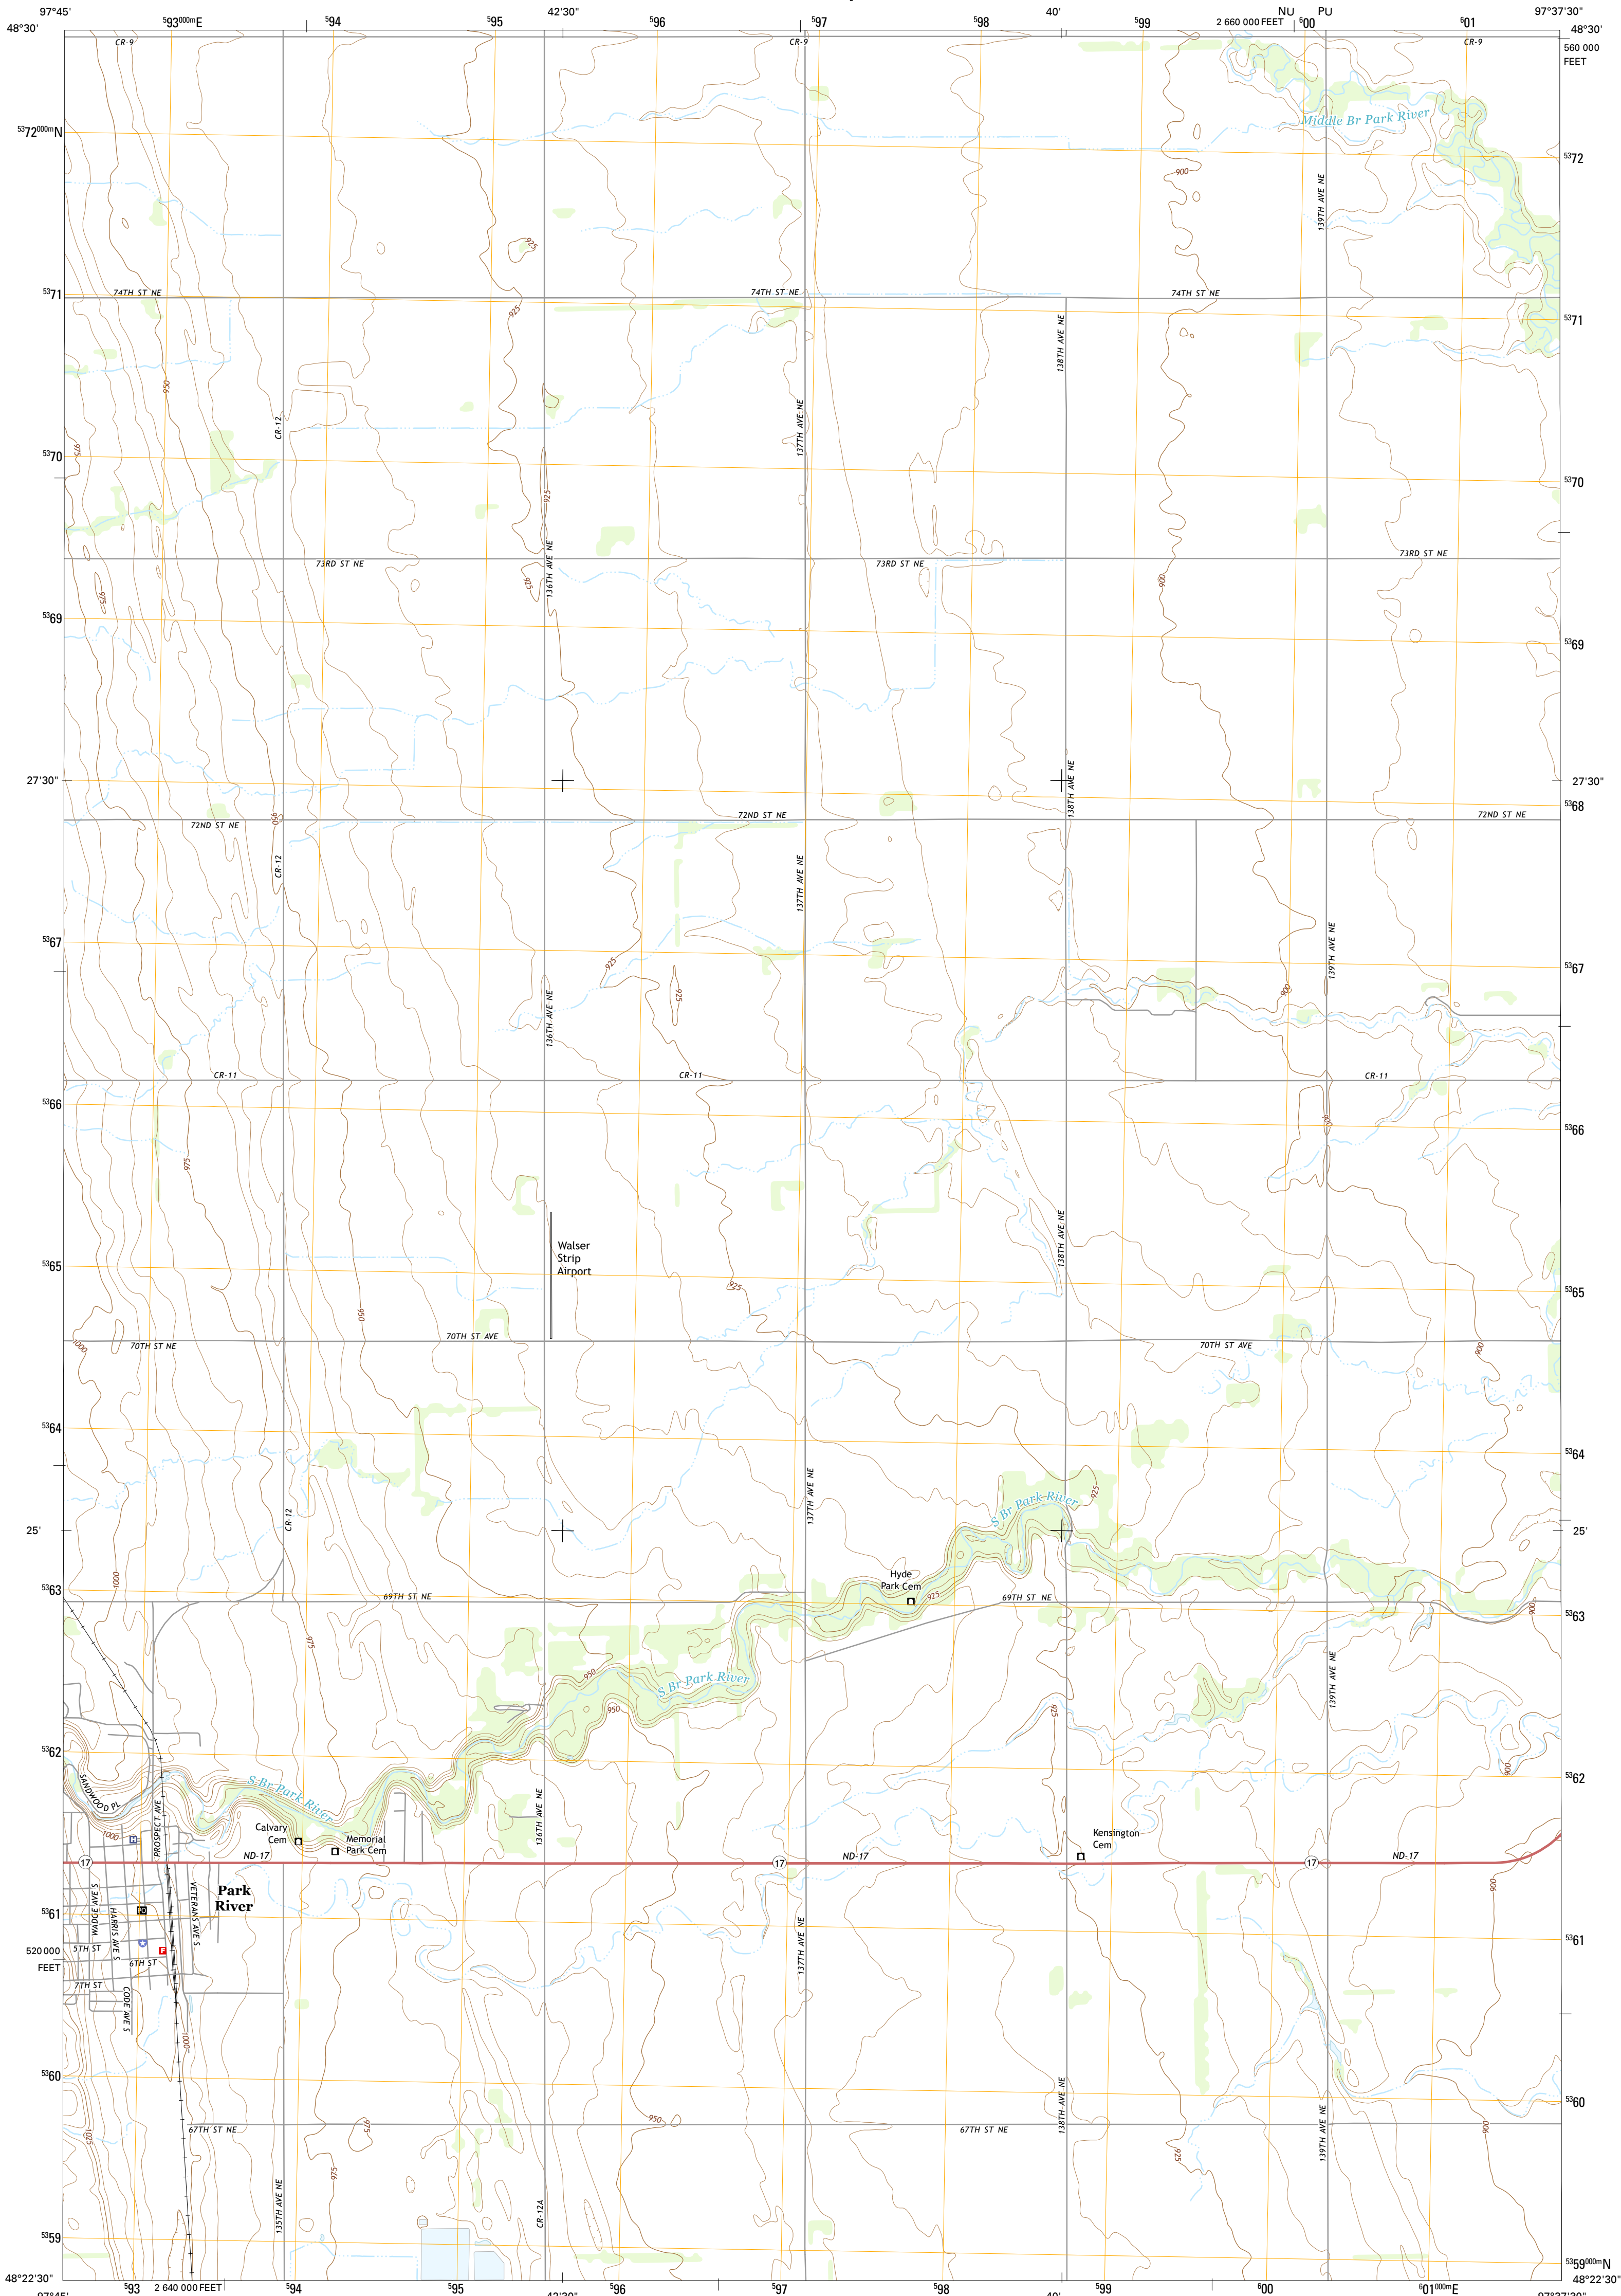 97°45' 593000mE 594 595 42'30" 596 597 598 40' 599 2 660 000 FEET NU PU 600 601 97°37'30"
48°30' 48°30'
CR-9 CR-9 CR-9
560 000
FEET
Middle Br Park River
5372000mN
5372
900
139TH AVE NE
925
5371
74TH ST NE 74TH ST NE 74TH ST NE
925
5371
138TH AVE NE
950
CR-12
137TH AVE NE
975
5370
5370
925
73RD ST NE
73RD ST NE 73RD ST NE
136TH AVE NE
925
900
975
5369
5369
27'30" 27'30"
138TH AVE NE
5368
72ND ST NE 72ND ST NE 72ND ST NE
950
CR-12
137TH AVE NE
139TH AVE NE
5367
925
5367
925
900
136TH AVE NE
CR-11 CR-11 CR-11
5366
900
5366
975
138TH AVE NE
Walser
Strip
Airport
5365
925
5365
950
1000
70TH ST NE 70TH ST AVE 70TH ST AVE
900
5364
5364
925
S Br Park River
137TH AVE NE
CR-12
25' 25'
1000
Hyde
Park Cem
5363
69TH ST NE 925 69TH ST NE
900
5363
975
950
S Br Park River
139TH AVE NE
950
925
5362
900
5362
SANDWOOD PL
S Br Park River
PROSPECT AVE
136TH AVE NE
1000
H
Calvary
Cem
Memorial
Park Cem
Kensington
Cem
17 ND-17 17 ND-17 17 ND-17
Park
River
WADGE AVE S
HARRIS AVE S
VETERANS AVE S
900
PO
5361
5361
137TH AVE NE
5TH ST
F
520 000
FEET
6TH ST
7TH ST
CODE AVE S
1000
5360
5360
138TH AVE NE
139TH AVE NE
950
975
1025
67TH ST NE 67TH ST NE
900
925
975
135TH AVE NE
CR-12A
5359
5359000mN
48°22'30" 48°22'30"
97°45' 593 2 640 000 FEET 594 595 42'30" 596 597 598 40' 599 600 601000mE 97°37'30"